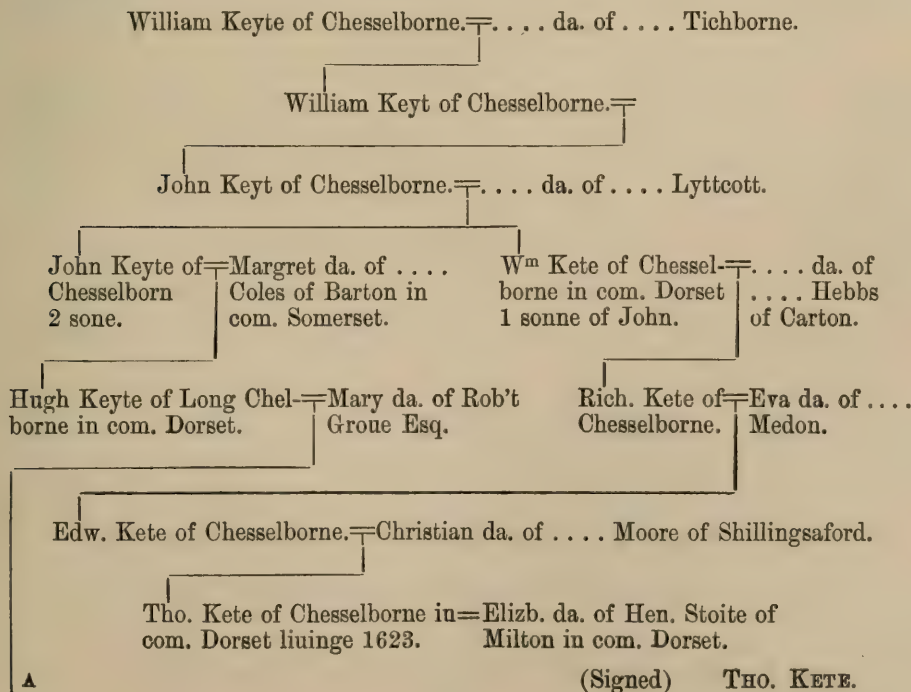 William Keyte of Chesselborne.=. . . . da. of . . . . Tichborne.
William Keyt of Chesselborne.=
John Keyt of Chesselborne.=. . . . da. of . . . . Lyttcott.
John Keyte of=Margret da. of . . . .
Chesselborn Coles of Barton in
2 sone. com. Somerset.
Wᵐ Kete of Chessel-=. . . . da. of
borne in com. Dorset . . . . Hebbs
1 sonne of John. of Carton.
Hugh Keyte of Long Chel-=Mary da. of Rob't
borne in com. Dorset. Groue Esq.
Rich. Kete of=Eva da. of . . . .
Chesselborne. Medon.
Edw. Kete of Chesselborne.=Christian da. of . . . . Moore of Shillingsaford.
Tho. Kete of Chesselborne in=Elizb. da. of Hen. Stoite of
com. Dorset liuinge 1623. Milton in com. Dorset.
A (Signed) THO. KETE.